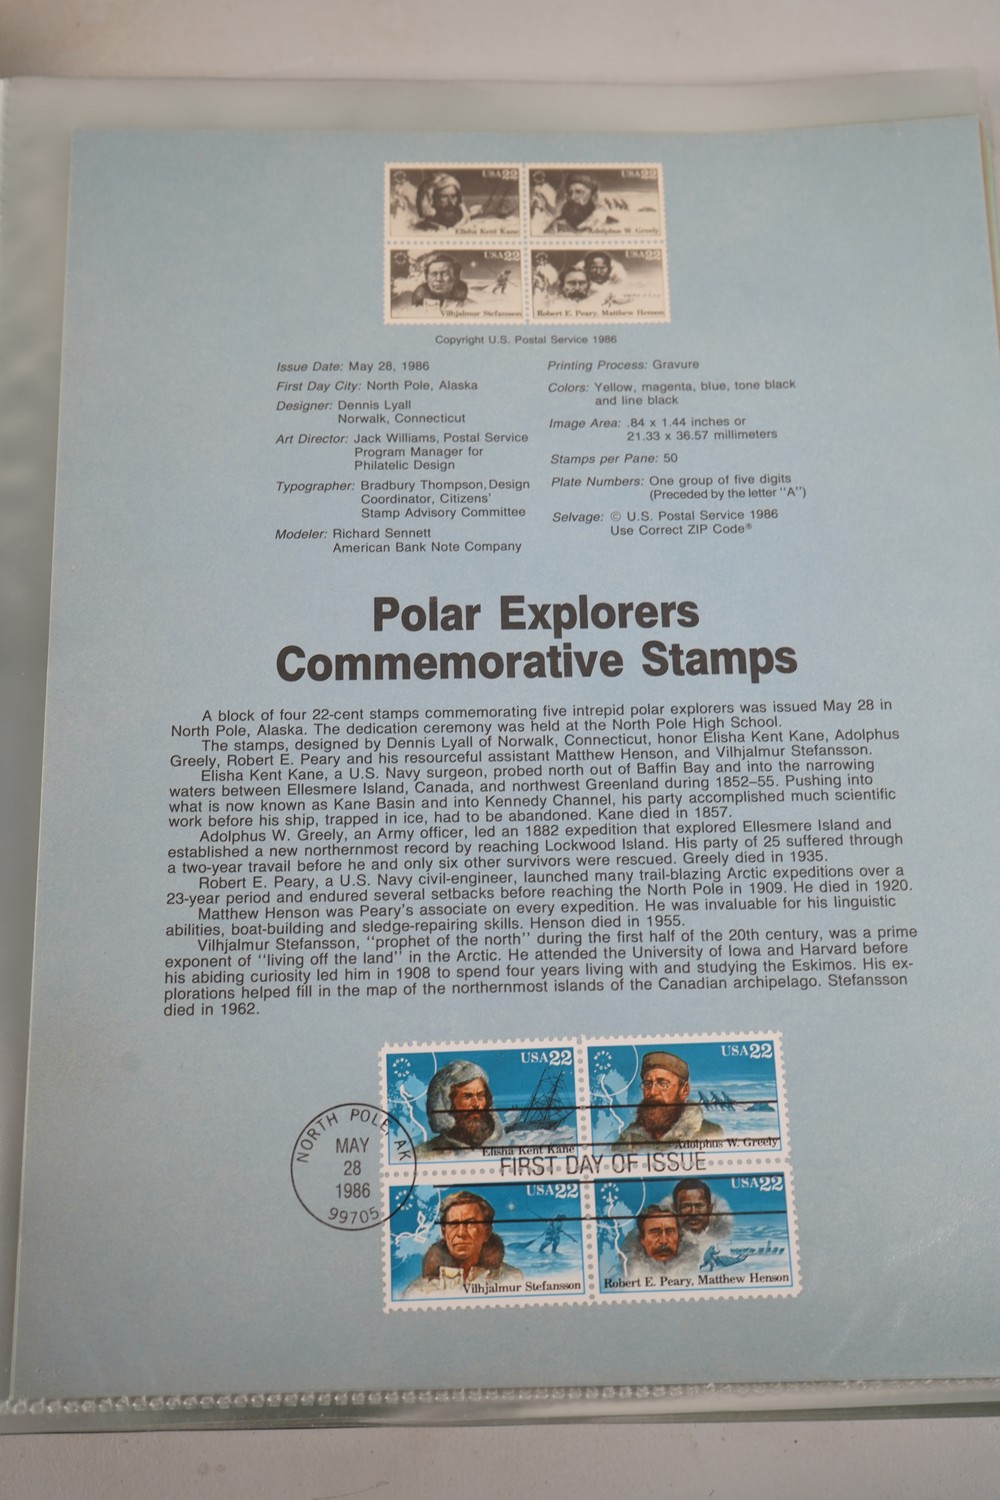 USA22
USA22
Elisha Kent Kane
Adolphus W. Greely
USA22
USA22
Vilhjalmur Stefansson
Robert E. Peary, Matthew Henson
Copyright U.S. Postal Service 1986
Issue Date: May 28, 1986
First Day City: North Pole, Alaska
Designer: Dennis Lyall
Norwalk, Connecticut
Art Director: Jack Williams, Postal Service
Program Manager for
Philatelic Design
Typographer: Bradbury Thompson, Design
Coordinator, Citizens'
Stamp Advisory Committee
Modeler: Richard Sennett
American Bank Note Company
Printing Process: Gravure
Colors: Yellow, magenta, blue, tone black
and line black
Image Area: .84 x 1.44 inches or
21.33 x 36.57 millimeters
Stamps per Pane: 50
Plate Numbers: One group of five digits
(Preceded by the letter "A")
Selvage: © U.S. Postal Service 1986
Use Correct ZIP Code®
Polar Explorers
Commemorative Stamps
A block of four 22-cent stamps commemorating five intrepid polar explorers was issued May 28 in
North Pole, Alaska. The dedication ceremony was held at the North Pole High School.
The stamps, designed by Dennis Lyall of Norwalk, Connecticut, honor Elisha Kent Kane, Adolphus
Greely, Robert E. Peary and his resourceful assistant Matthew Henson, and Vilhjalmur Stefansson.
Elisha Kent Kane, a U.S. Navy surgeon, probed north out of Baffin Bay and into the narrowing
waters between Ellesmere Island, Canada, and northwest Greenland during 1852–55. Pushing into
what is now known as Kane Basin and into Kennedy Channel, his party accomplished much scientific
work before his ship, trapped in ice, had to be abandoned. Kane died in 1857.
Adolphus W. Greely, an Army officer, led an 1882 expedition that explored Ellesmere Island and
established a new northernmost record by reaching Lockwood Island. His party of 25 suffered through
a two-year travail before he and only six other survivors were rescued. Greely died in 1935.
Robert E. Peary, a U.S. Navy civil-engineer, launched many trail-blazing Arctic expeditions over a
23-year period and endured several setbacks before reaching the North Pole in 1909. He died in 1920.
Matthew Henson was Peary's associate on every expedition. He was invaluable for his linguistic
abilities, boat-building and sledge-repairing skills. Henson died in 1955.
Vilhjalmur Stefansson, "prophet of the north" during the first half of the 20th century, was a prime
exponent of "living off the land" in the Arctic. He attended the University of Iowa and Harvard before
his abiding curiosity led him in 1908 to spend four years living with and studying the Eskimos. His ex-
plorations helped fill in the map of the northernmost islands of the Canadian archipelago. Stefansson
died in 1962.
USA22
USA22
Elisha Kent Kane
Adolphus W. Greely
NORTH POLE, AK
MAY
28
1986
99705
FIRST DAY OF ISSUE
USA22
USA22
Vilhjalmur Stefansson
Robert E. Peary, Matthew Henson